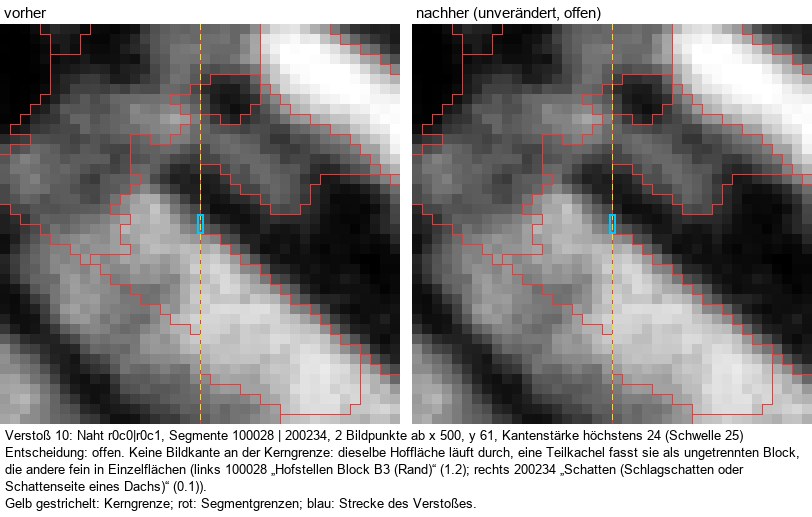 vorher
nachher (unverändert, offen)
Verstoß 10: Naht r0c0|r0c1, Segmente 100028 | 200234, 2 Bildpunkte ab x 500, y 61, Kantenstärke höchstens 24 (Schwelle 25)
Entscheidung: offen. Keine Bildkante an der Kerngrenze: dieselbe Hoffläche läuft durch, eine Teilkachel fasst sie als ungetrennten Block,
die andere fein in Einzelflächen (links 100028 „Hofstellen Block B3 (Rand)“ (1.2); rechts 200234 „Schatten (Schlagschatten oder
Schattenseite eines Dachs)“ (0.1)).
Gelb gestrichelt: Kerngrenze; rot: Segmentgrenzen; blau: Strecke des Verstoßes.